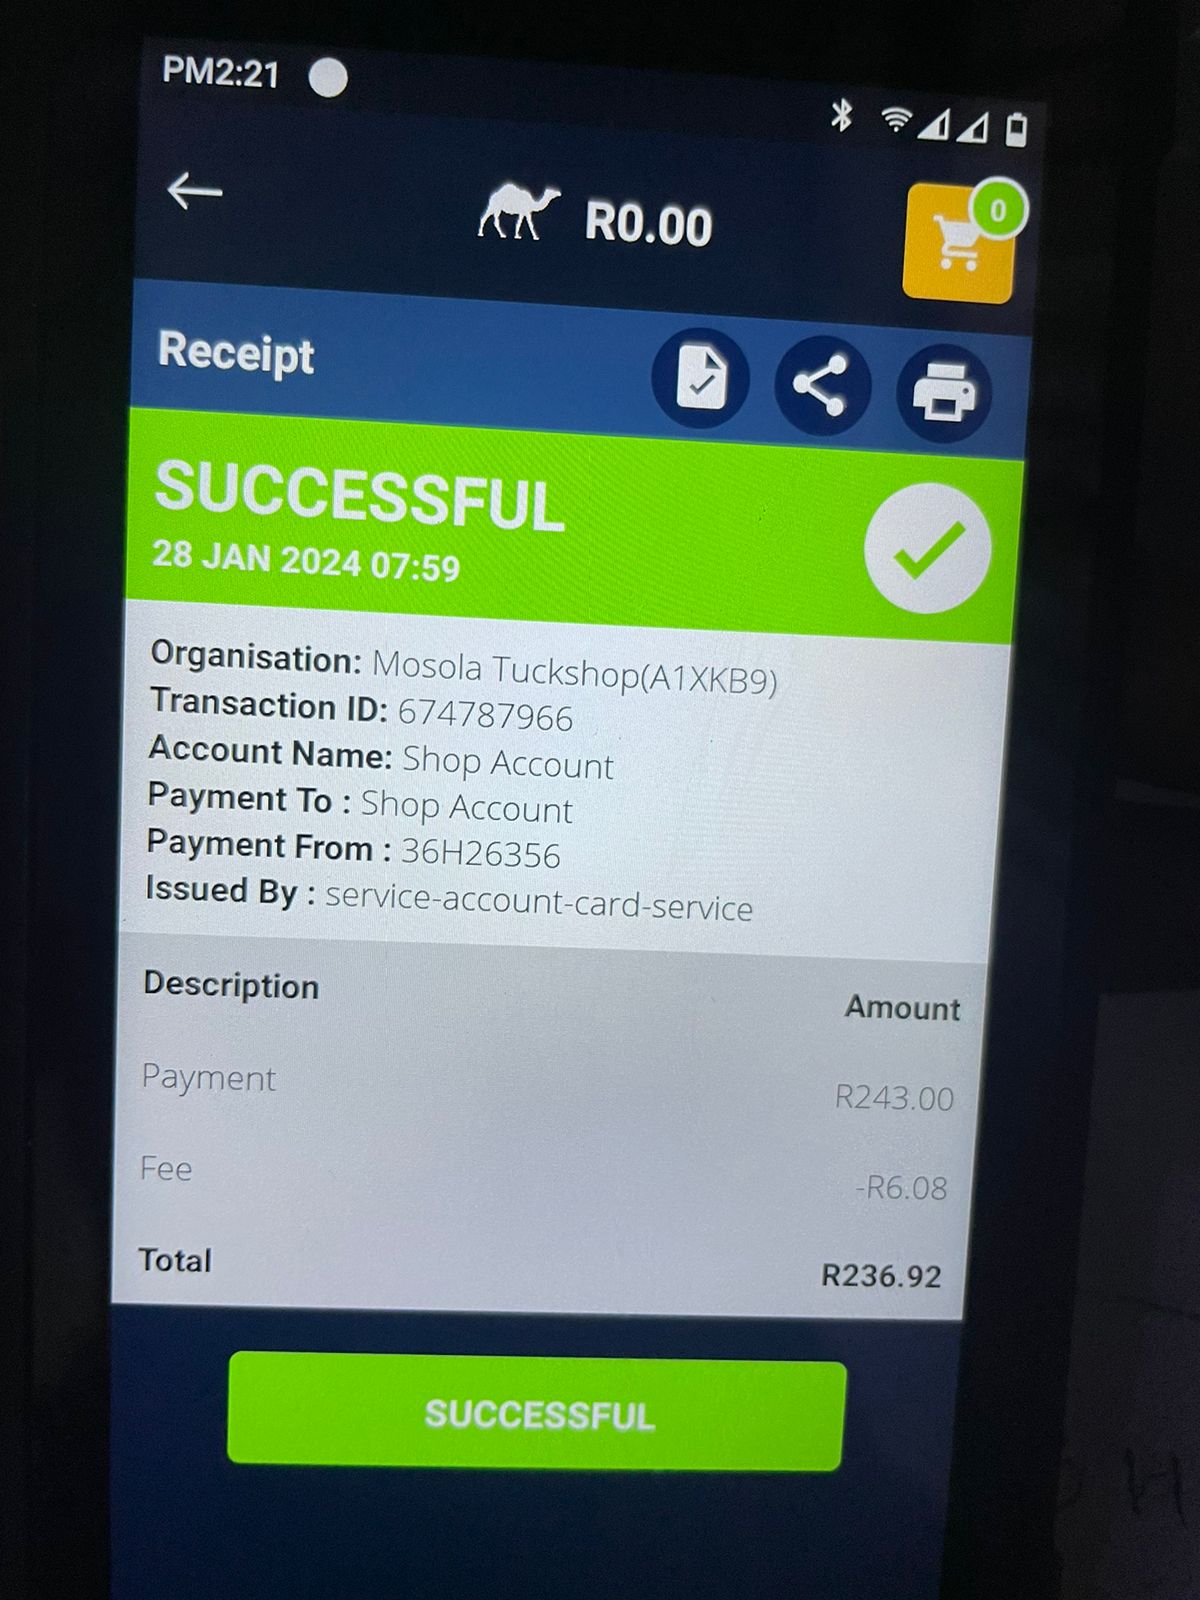 PM2:21
R0.00
0
Receipt
SUCCESSFUL
28 JAN 2024 07:59
Organisation: Mosola Tuckshop(A1XKB9)
Transaction ID: 674787966
Account Name: Shop Account
Payment To : Shop Account
Payment From : 36H26356
Issued By : service-account-card-service
Description Amount
Payment R243.00
Fee -R6.08
Total R236.92
SUCCESSFUL